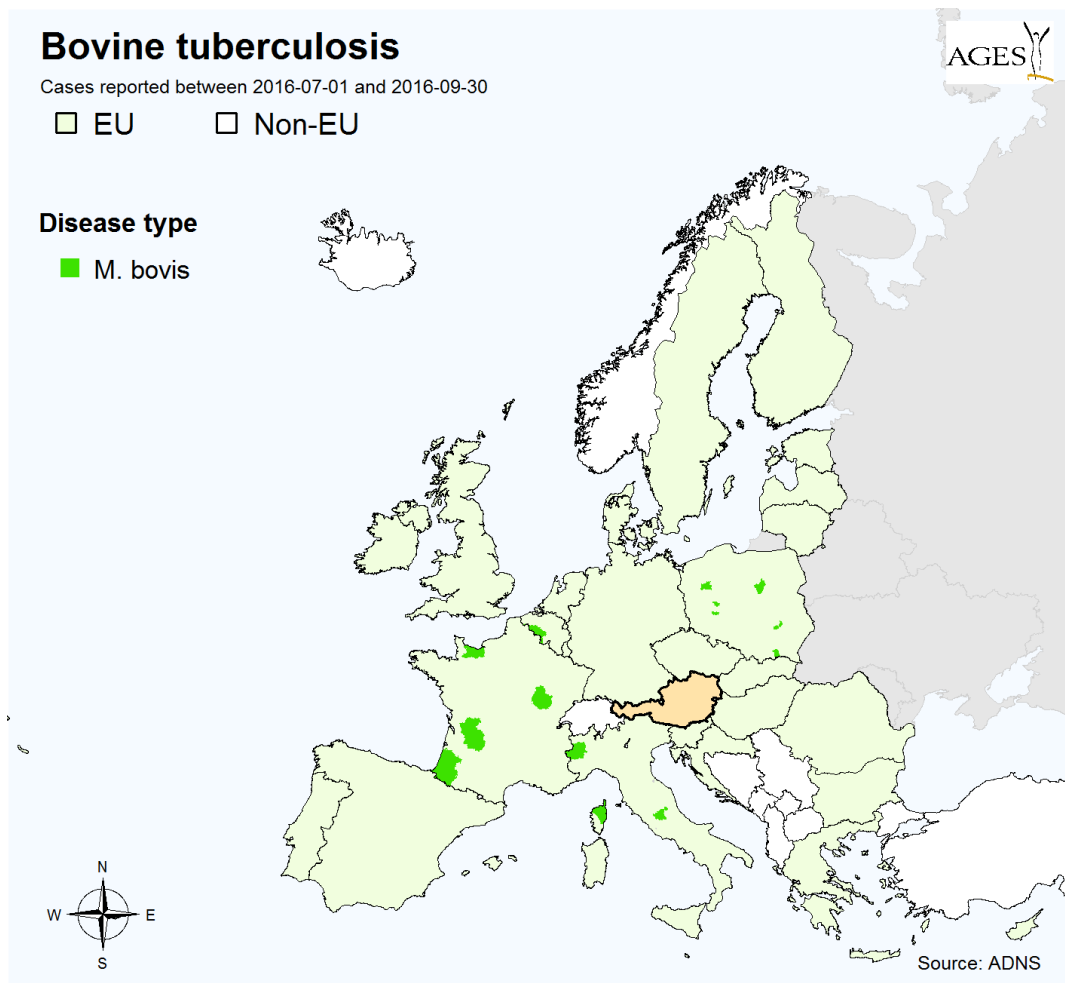 Bovine tuberculosis
AGES
Cases reported between 2016-07-01 and 2016-09-30
EU
Non-EU
Disease type
M. bovis
N
W
E
S
Source: ADNS